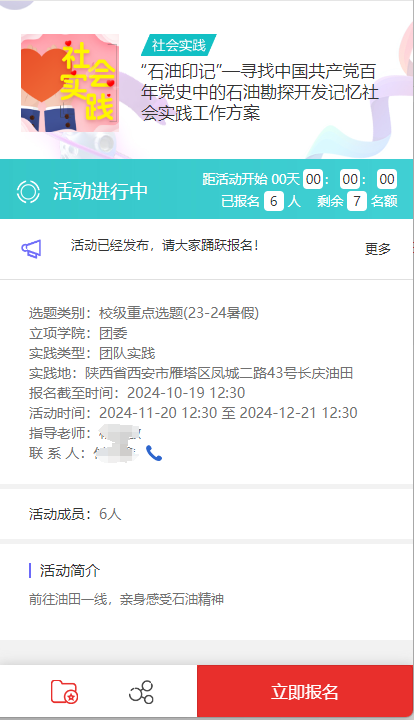 社会实践
社会
实践
“石油印记”—寻找中国共产党百
年党史中的石油勘探开发记忆社
会实践工作方案
活动进行中
距活动开始 00天 00 : 00 : 00
已报名 6 人 剩余 7 名额
活动已经发布，请大家踊跃报名！
更多
选题类别：校级重点选题(23-24暑假)
立项学院：团委
实践类型：团队实践
实践地：陕西省西安市雁塔区凤城二路43号长庆油田
报名截至时间：2024-10-19 12:30
活动时间：2024-11-20 12:30 至 2024-12-21 12:30
指导老师：
联 系 人：
活动成员：6人
活动简介
前往油田一线，亲身感受石油精神
立即报名